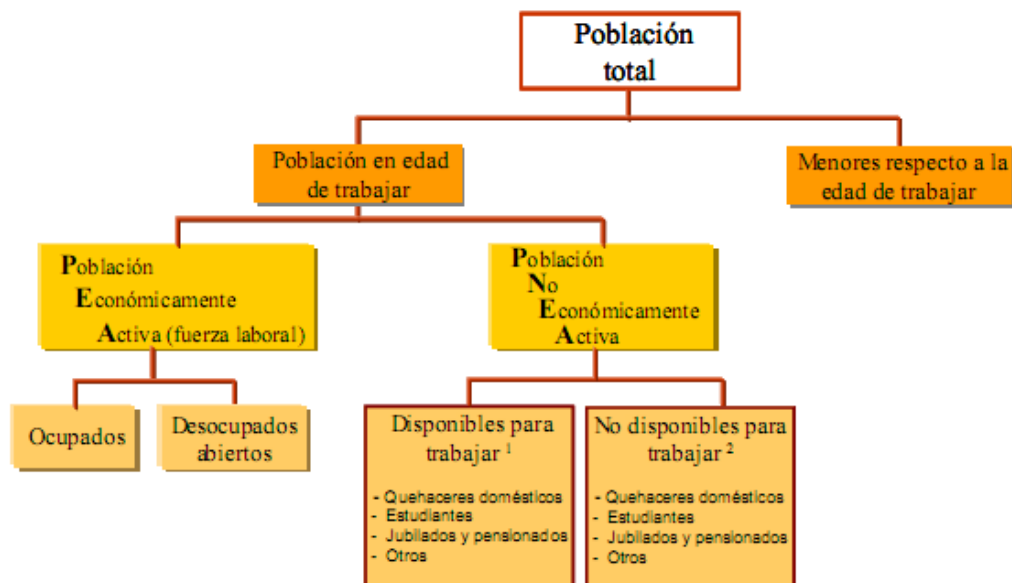 Población
total
Población en edad
de trabajar
Menores respecto a la
edad de trabajar
Población
Económicamente
Activa (fuerza laboral)
Población
No
Económicamente
Activa
Ocupados
Desocupados
abiertos
Disponibles para
trabajar ¹
- Quehaceres domésticos
- Estudiantes
- Jubilados y pensionados
- Otros
No disponibles para
trabajar ²
- Quehaceres domésticos
- Estudiantes
- Jubilados y pensionados
- Otros